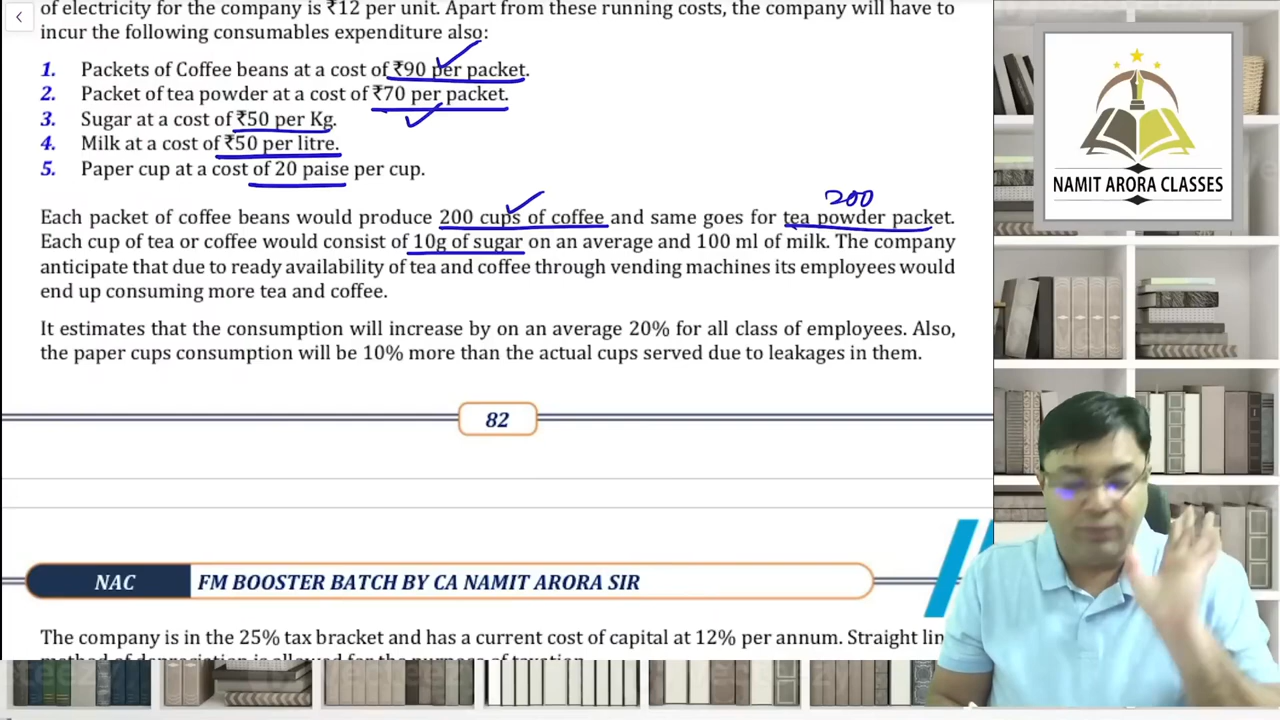 of electricity for the company is ₹12 per unit. Apart from these running costs, the company will have to
incur the following consumables expenditure also:
1. Packets of Coffee beans at a cost of ₹90 per packet.
2. Packet of tea powder at a cost of ₹70 per packet.
3. Sugar at a cost of ₹50 per Kg.
4. Milk at a cost of ₹50 per litre.
5. Paper cup at a cost of 20 paise per cup.
200
Each packet of coffee beans would produce 200 cups of coffee and same goes for tea powder packet.
Each cup of tea or coffee would consist of 10g of sugar on an average and 100 ml of milk. The company
anticipate that due to ready availability of tea and coffee through vending machines its employees would
end up consuming more tea and coffee.
It estimates that the consumption will increase by on an average 20% for all class of employees. Also,
the paper cups consumption will be 10% more than the actual cups served due to leakages in them.
82
NAC FM BOOSTER BATCH BY CA NAMIT ARORA SIR
The company is in the 25% tax bracket and has a current cost of capital at 12% per annum. Straight lin
NAMIT ARORA CLASSES